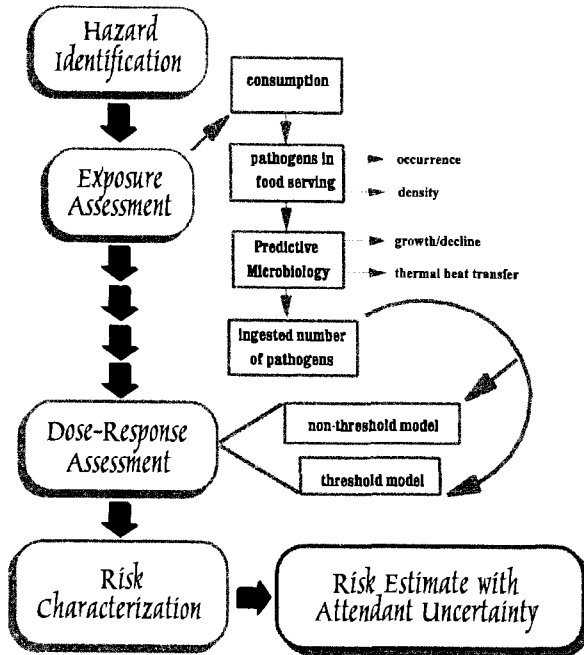 Hazard
Identification
consumption
Exposure
Assessment
pathogens in
food serving
occurrence
density
Predictive
Microbiology
growth/decline
thermal heat transfer
ingested number
of pathogens
Dose-Response
Assessment
non-threshold model
threshold model
Risk
Characterization
Risk Estimate with
Attendant Uncertainty